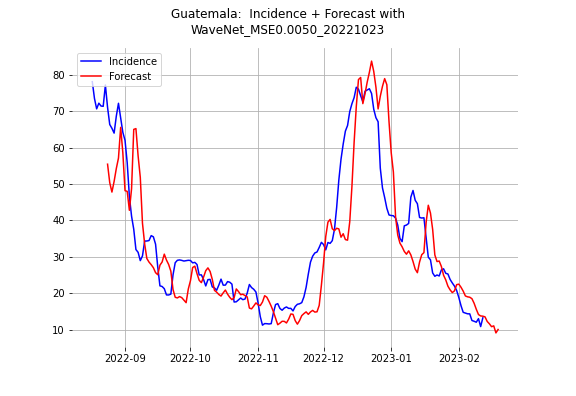 Guatemala:  Incidence + Forecast with
WaveNet_MSE0.0050_20221023
Incidence
Forecast
80
70
60
50
40
30
20
10
2022-09 2022-10 2022-11 2022-12 2023-01 2023-02